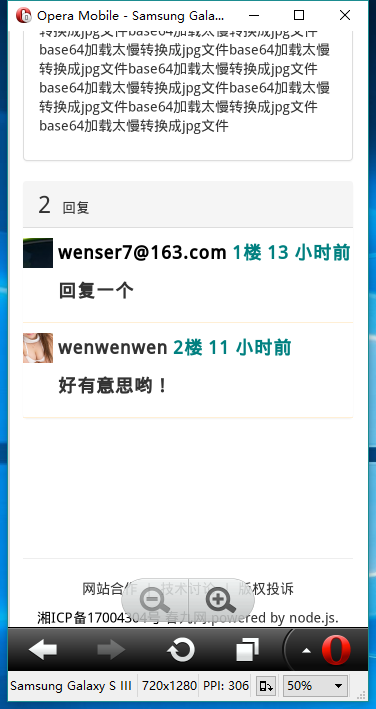 Opera Mobile - Samsung Gala...
转换成jpg文件base64加载太慢转换成jpg文件
base64加载太慢转换成jpg文件base64加载太慢
转换成jpg文件base64加载太慢转换成jpg文件
base64加载太慢转换成jpg文件base64加载太慢
转换成jpg文件base64加载太慢转换成jpg文件
base64加载太慢转换成jpg文件
2 回复
wenser7@163.com 1楼 13 小时前
回复一个
wenwenwen 2楼 11 小时前
好有意思哟！
网站合作 | 技术讨论 | 版权投诉
湘ICP备17004304号 吾九网.powered by node.js.
Samsung Galaxy S III 720x1280 PPI: 306 50%